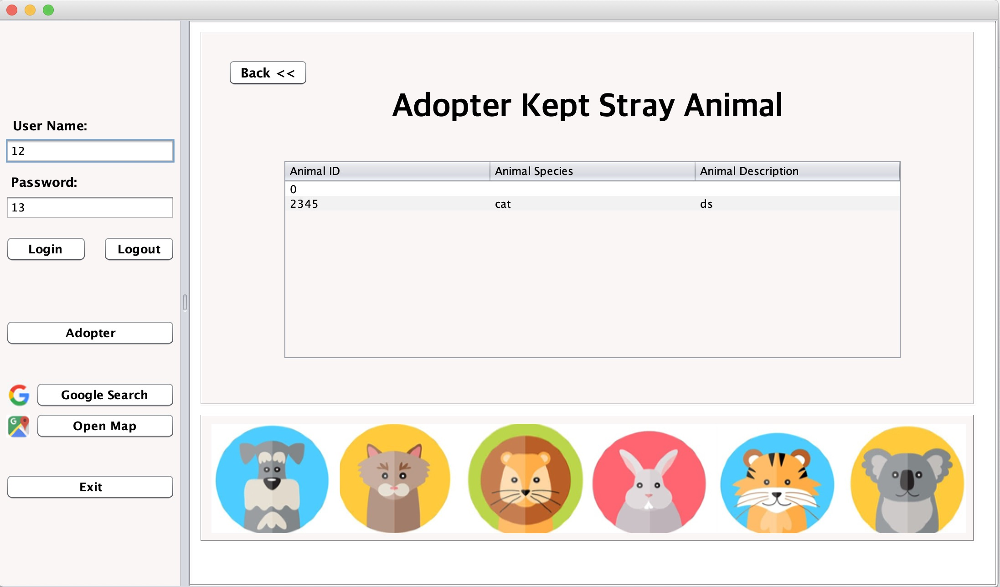 User Name:
12
Password:
13
Login
Logout
Adopter
Google Search
G
Open Map
Exit
Back <<
Adopter Kept Stray Animal
Animal ID Animal Species Animal Description
0
2345 cat ds